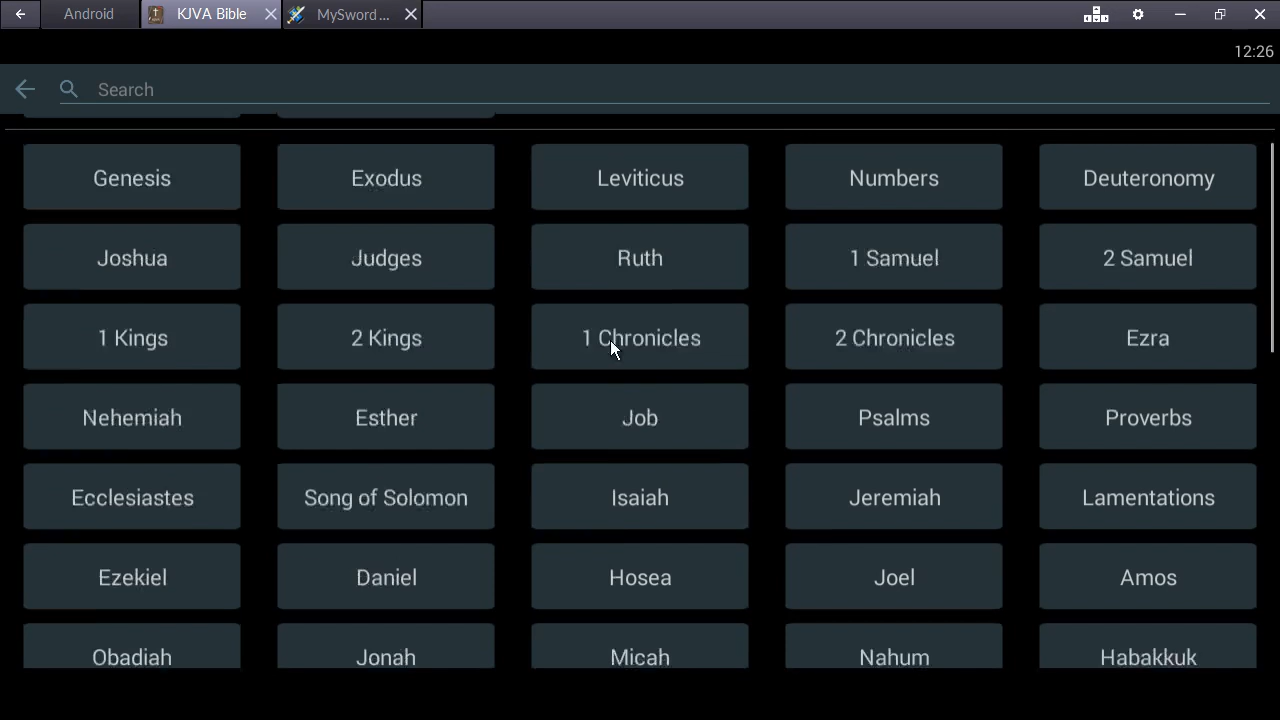 Android KJVA Bible MySword ...
12:26
Search
Genesis Exodus Leviticus Numbers Deuteronomy
Joshua Judges Ruth 1 Samuel 2 Samuel
1 Kings 2 Kings 1 Chronicles 2 Chronicles Ezra
Nehemiah Esther Job Psalms Proverbs
Ecclesiastes Song of Solomon Isaiah Jeremiah Lamentations
Ezekiel Daniel Hosea Joel Amos
Obadiah Jonah Micah Nahum Habakkuk